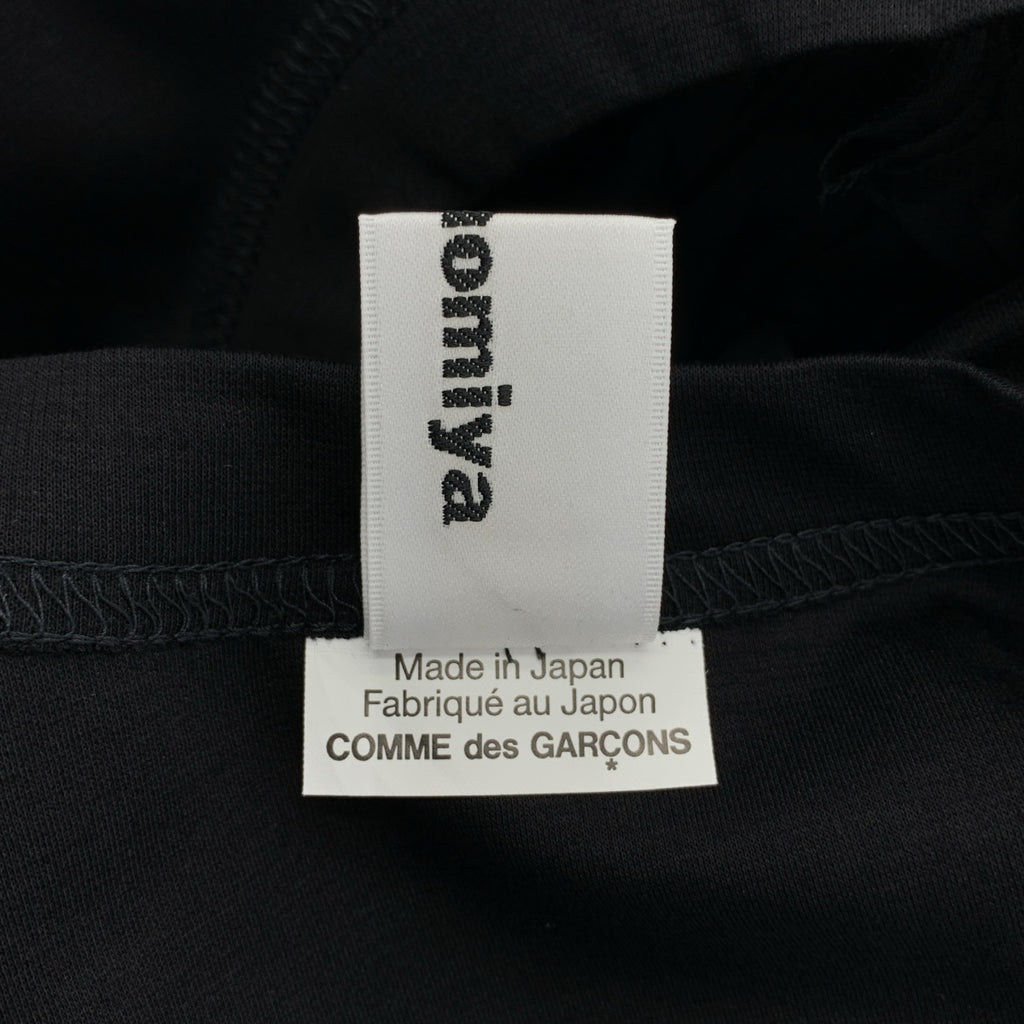 omiya
Made in Japan
Fabriqué au Japon
COMME des GARÇONS
*